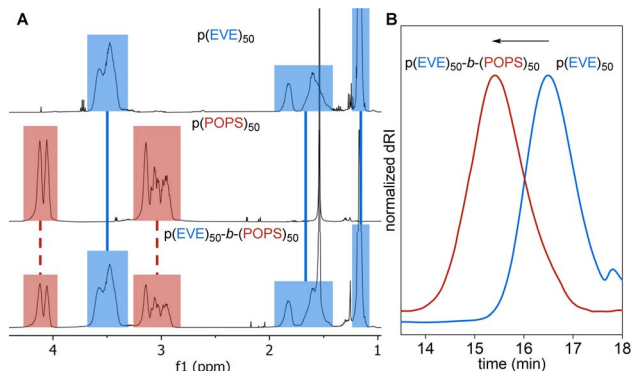 A
p(EVE)50
p(POPS)50
p(EVE)50-b-(POPS)50
4 3 2 1
f1 (ppm)
B
p(EVE)50-b-(POPS)50 p(EVE)50
normalized dRI
14 15 16 17 18
time (min)